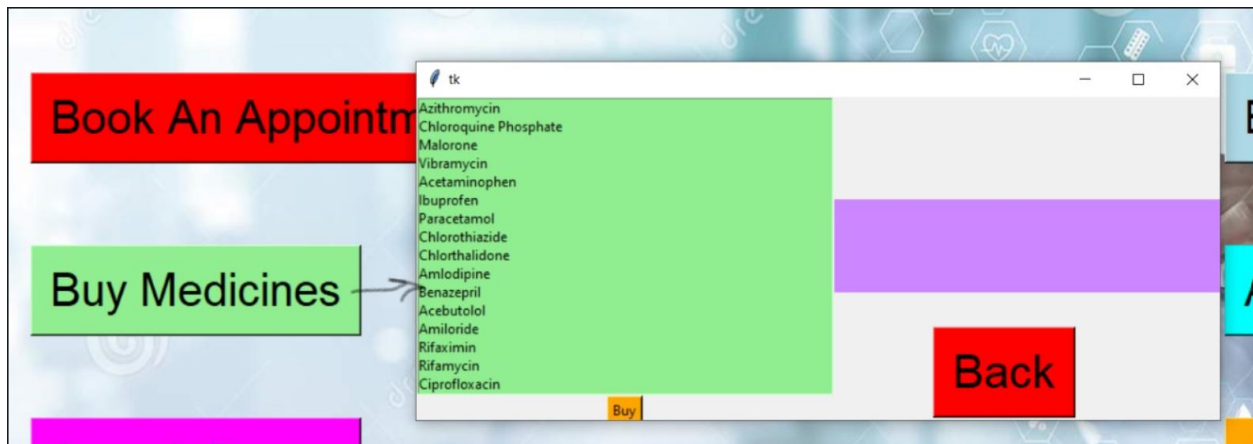 tk
Book An Appointm
Azithromycin
Chloroquine Phosphate
Malorone
Vibramycin
Acetaminophen
Ibuprofen
Paracetamol
Chlorothiazide
Chlorthalidone
Amlodipine
Benazepril
Acebutolol
Amiloride
Rifaximin
Rifamycin
Ciprofloxacin
Buy Medicines
Back
Buy